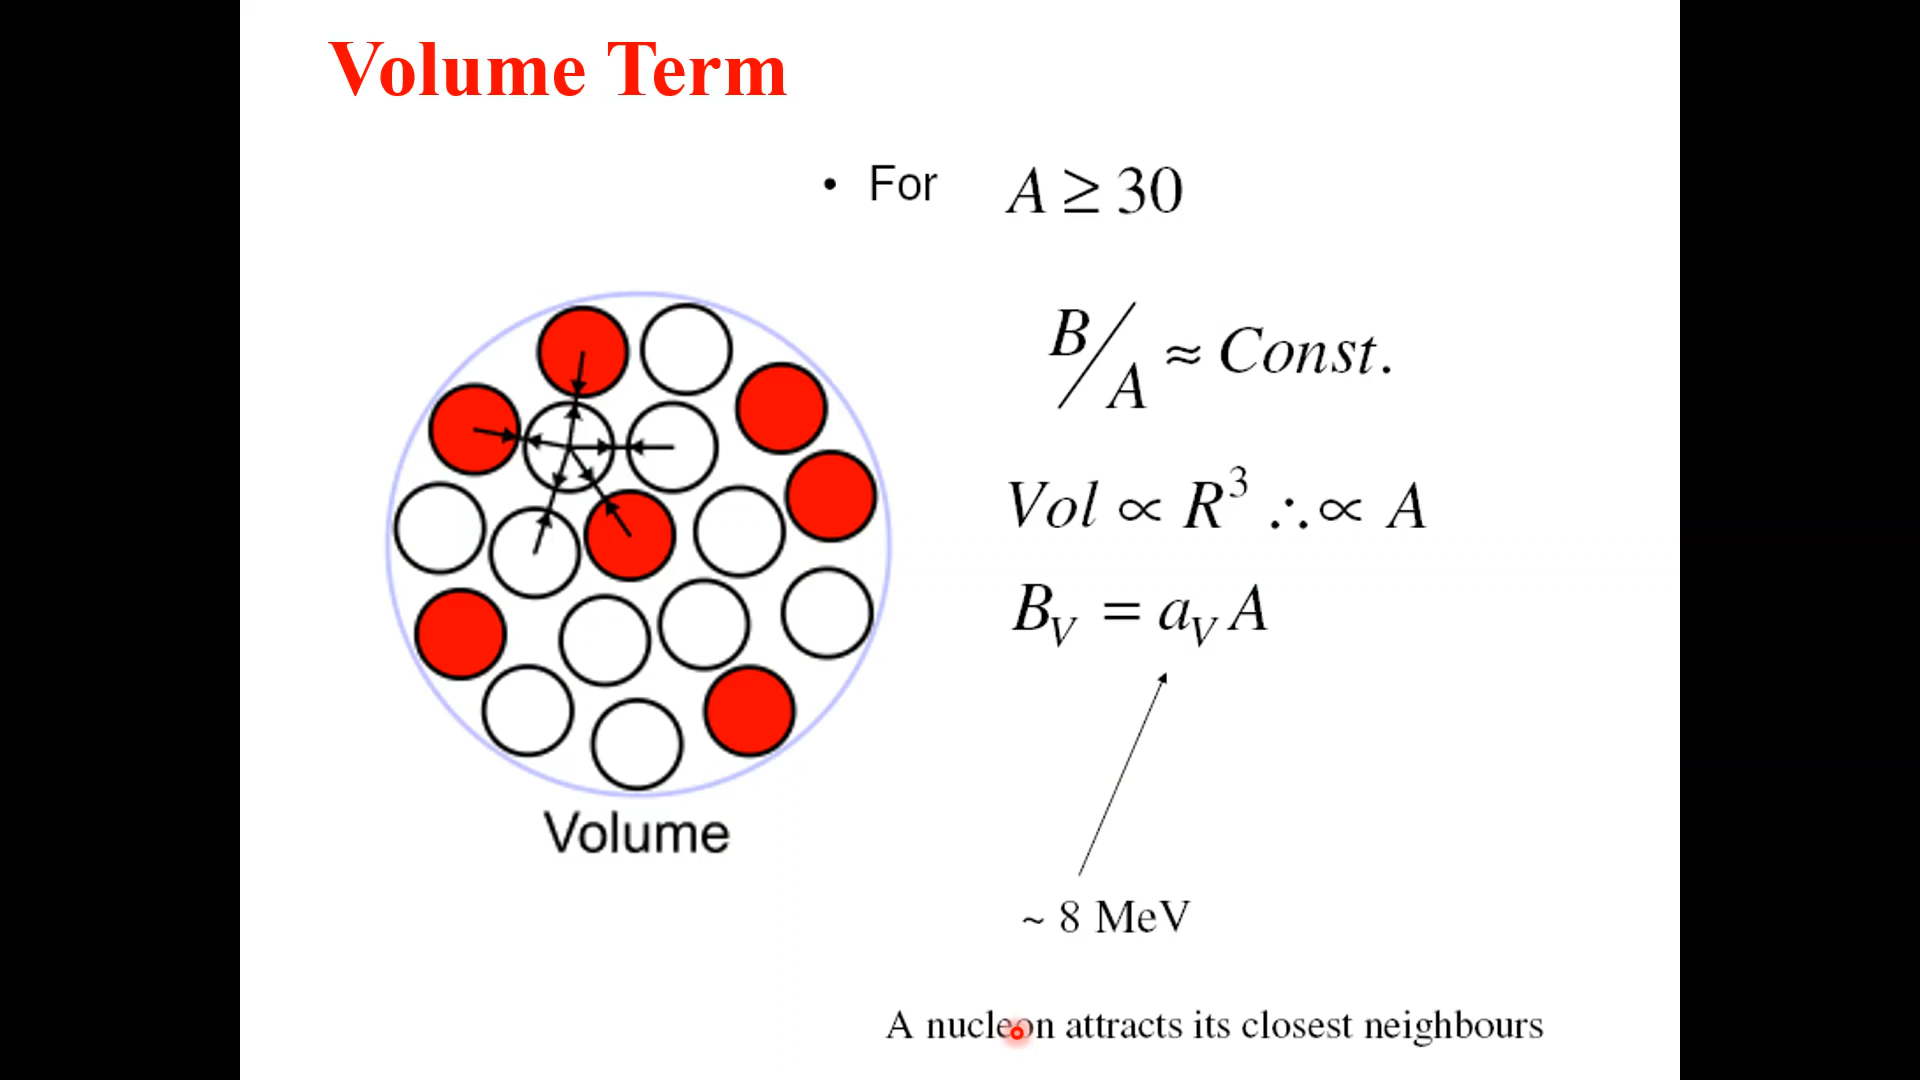 Volume Term
• For A ≥ 30
B/A ≈ Const.
Vol ∝ R³ ∴∝ A
B_V = a_V A
Volume
~ 8 MeV
A nucleon attracts its closest neighbours